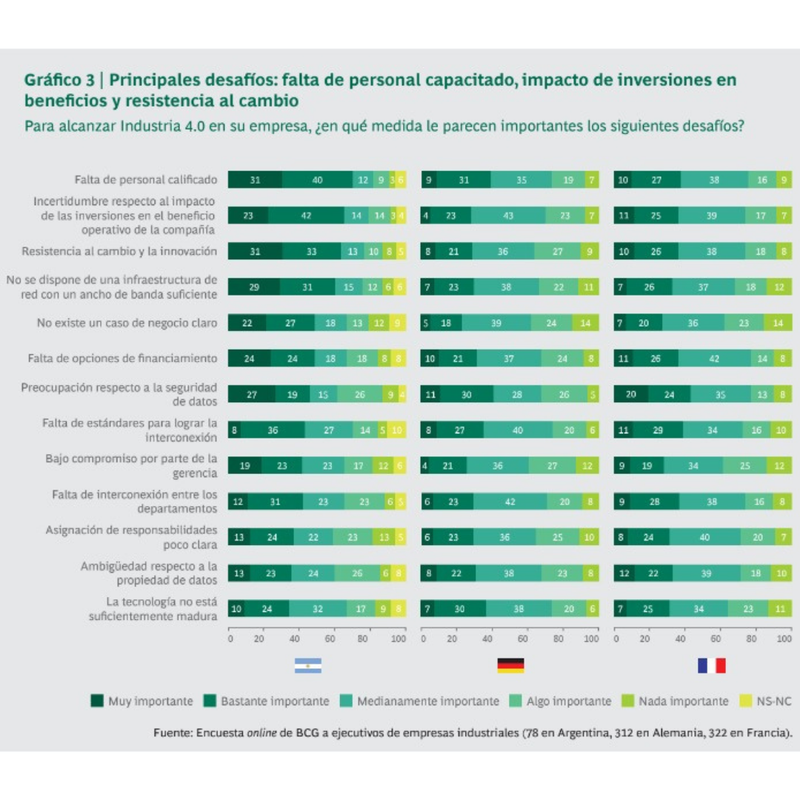 Gráfico 3 | Principales desafíos: falta de personal capacitado, impacto de inversiones en
beneficios y resistencia al cambio
Para alcanzar Industria 4.0 en su empresa, ¿en qué medida le parecen importantes los siguientes desafíos?
Falta de personal calificado 31 40 12 9 3 6 9 31 35 19 7 10 27 38 16 9
Incertidumbre respecto al impacto
de las inversiones en el beneficio 23 42 14 14 3 4 4 23 43 23 7 11 25 39 17 7
operativo de la compañía
Resistencia al cambio y la innovación 31 33 13 10 8 5 8 21 36 27 9 10 26 38 18 8
No se dispone de una infraestructura de
red con un ancho de banda suficiente 29 31 15 12 6 6 7 23 38 22 11 7 26 37 18 12
No existe un caso de negocio claro 22 27 18 13 12 9 5 18 39 24 14 7 20 36 23 14
Falta de opciones de financiamiento 24 24 18 18 8 8 10 21 37 24 8 11 26 42 14 8
Preocupación respecto a la seguridad
de datos 27 19 15 26 9 4 11 30 28 26 5 20 24 35 13 8
Falta de estándares para lograr la
interconexión 8 36 27 14 5 10 8 27 40 20 6 11 29 34 16 10
Bajo compromiso por parte de la
gerencia 19 23 23 17 12 6 4 21 36 27 12 9 19 34 25 12
Falta de interconexión entre los
departamentos 12 31 23 23 6 5 6 23 42 20 8 9 28 38 16 8
Asignación de responsabilidades
poco clara 13 24 22 23 13 5 6 23 36 25 10 8 24 40 20 7
Ambigüedad respecto a la
propiedad de datos 13 23 24 26 6 8 8 22 38 23 8 12 22 39 18 10
La tecnología no está
suficientemente madura 10 24 32 17 9 8 7 30 38 20 6 7 25 34 23 11
0 20 40 60 80 100 0 20 40 60 80 100 0 20 40 60 80 100
Muy importante Bastante importante Medianamente importante Algo importante Nada importante NS-NC
Fuente: Encuesta online de BCG a ejecutivos de empresas industriales (78 en Argentina, 312 en Alemania, 322 en Francia).